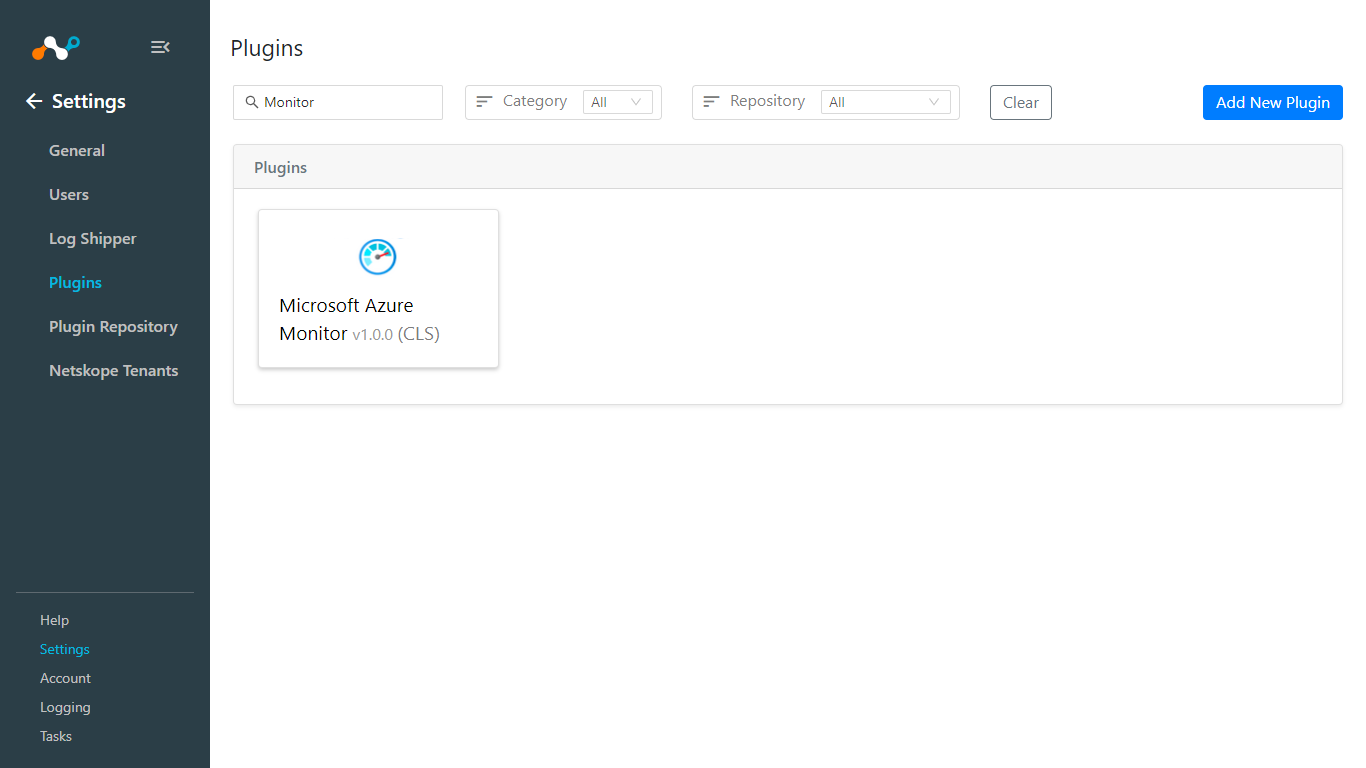 Settings
General
Users
Log Shipper
Plugins
Plugin Repository
Netskope Tenants
Help
Settings
Account
Logging
Tasks
Plugins
Monitor
Category
All
Repository
All
Clear
Add New Plugin
Plugins
Microsoft Azure
Monitor v1.0.0 (CLS)